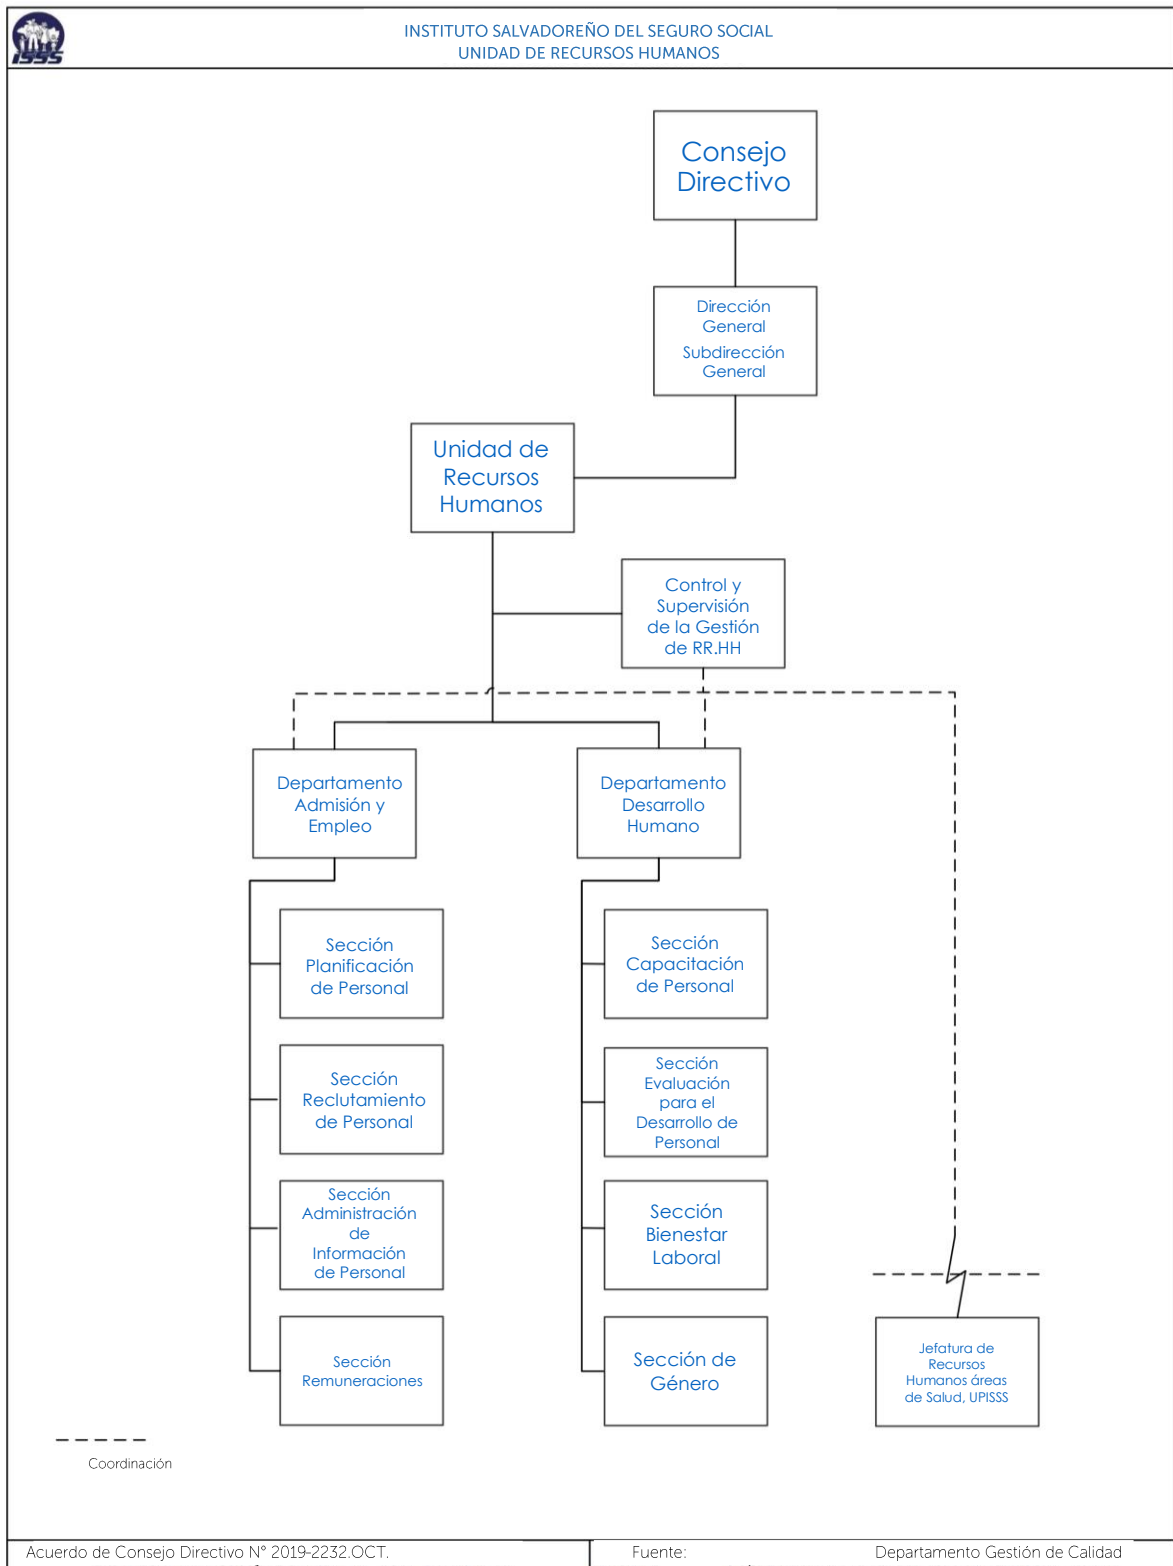 ISSS
INSTITUTO SALVADOREÑO DEL SEGURO SOCIAL
UNIDAD DE RECURSOS HUMANOS
Consejo
Directivo
Dirección
General
Subdirección
General
Unidad de
Recursos
Humanos
Control y
Supervisión
de la Gestión
de RR.HH
Departamento
Admisión y
Empleo
Departamento
Desarrollo
Humano
Sección
Planificación
de Personal
Sección
Capacitación
de Personal
Sección
Reclutamiento
de Personal
Sección
Evaluación
para el
Desarrollo de
Personal
Sección
Administración
de
Información
de Personal
Sección
Bienestar
Laboral
Sección
Remuneraciones
Sección de
Género
Jefatura de
Recursos
Humanos áreas
de Salud, UPISSS
Coordinación
Acuerdo de Consejo Directivo N° 2019-2232.OCT.
Fuente: Departamento Gestión de Calidad